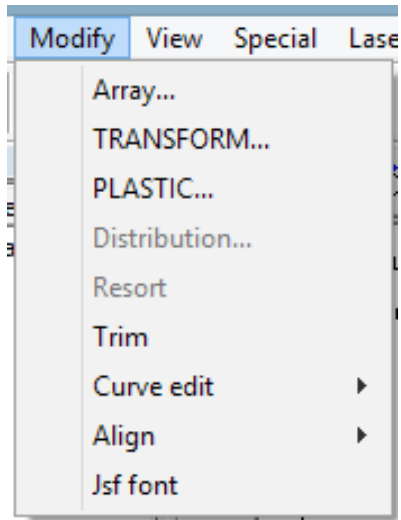 Modify View Special Lase
Array...
TRANSFORM...
PLASTIC...
Distribution...
Resort
Trim
Curve edit
Align
Jsf font